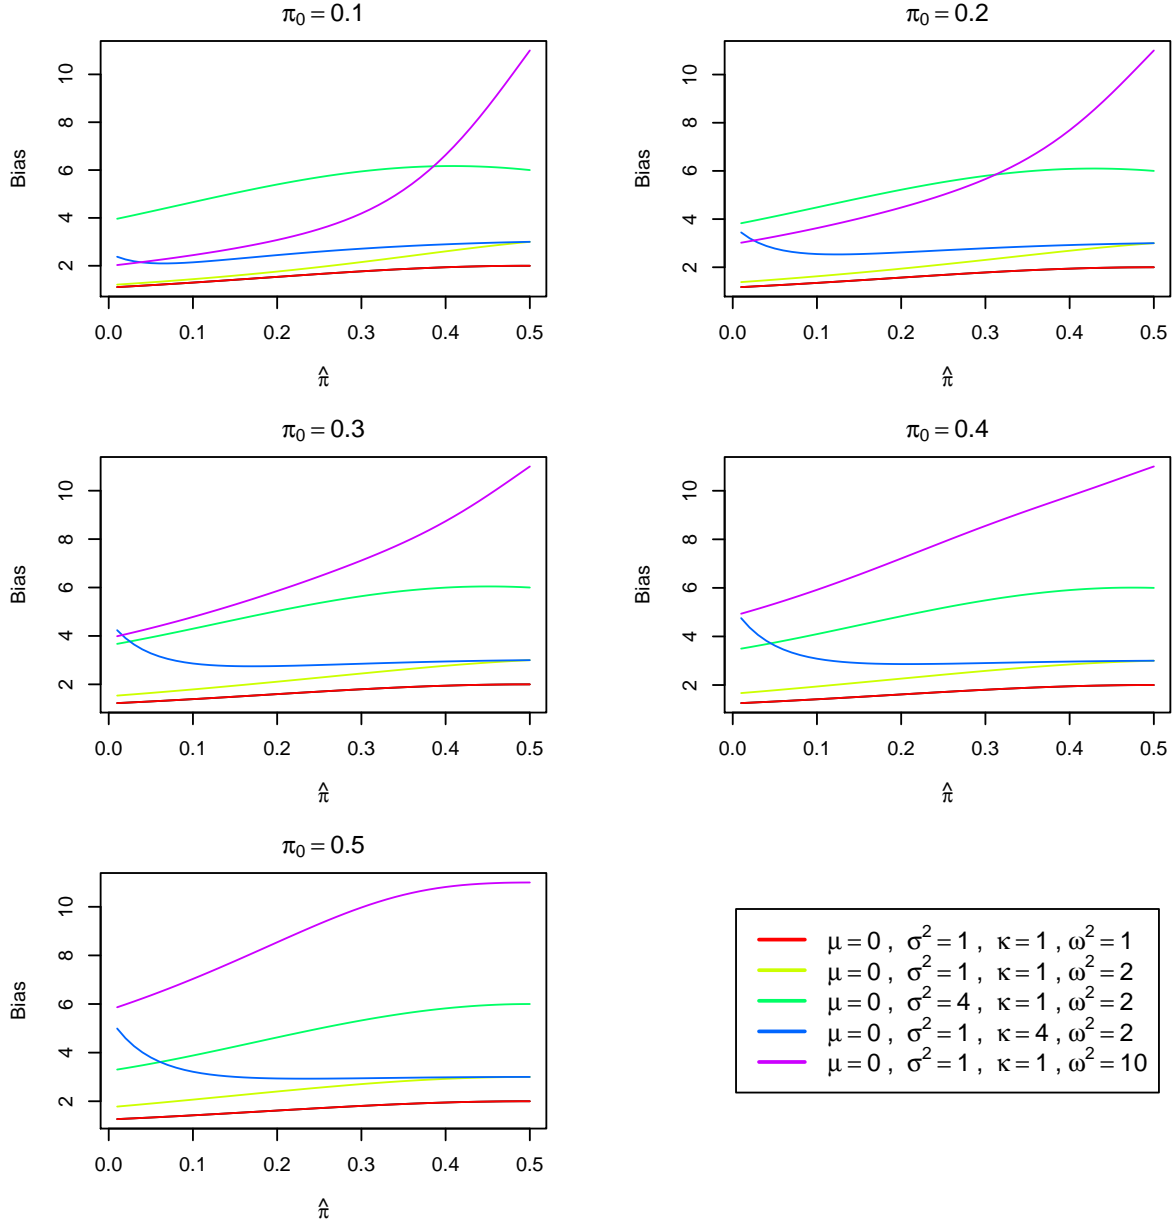 π₀ = 0.1
10
8
6
4
2
Bias
0.0 0.1 0.2 0.3 0.4 0.5
π̂
π₀ = 0.2
10
8
6
4
2
Bias
0.0 0.1 0.2 0.3 0.4 0.5
π̂
π₀ = 0.3
10
8
6
4
2
Bias
0.0 0.1 0.2 0.3 0.4 0.5
π̂
π₀ = 0.4
10
8
6
4
2
Bias
0.0 0.1 0.2 0.3 0.4 0.5
π̂
π₀ = 0.5
10
8
6
4
2
Bias
0.0 0.1 0.2 0.3 0.4 0.5
π̂
μ = 0 , σ² = 1 , κ = 1 , ω² = 1
μ = 0 , σ² = 1 , κ = 1 , ω² = 2
μ = 0 , σ² = 4 , κ = 1 , ω² = 2
μ = 0 , σ² = 1 , κ = 4 , ω² = 2
μ = 0 , σ² = 1 , κ = 1 , ω² = 10